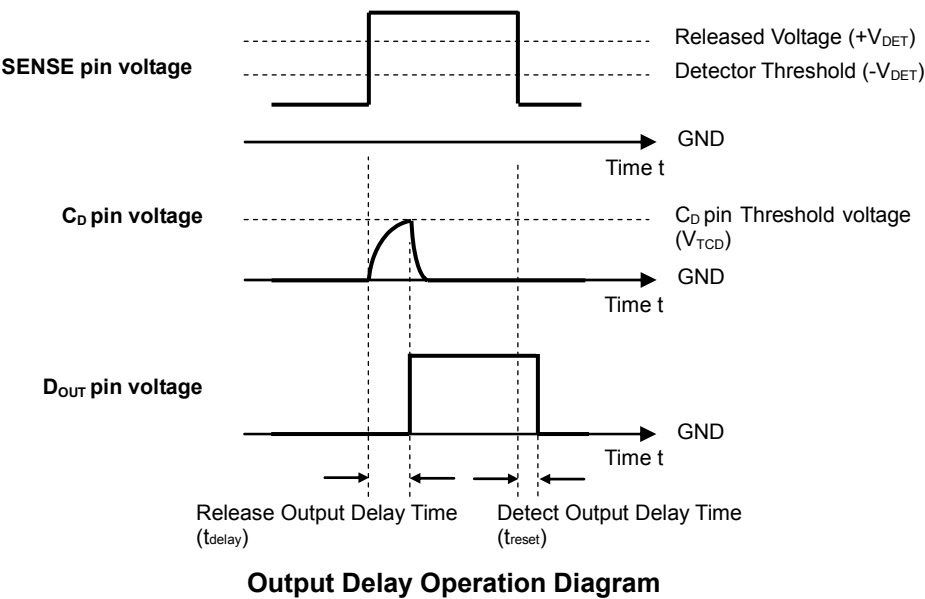 Released Voltage (+VDET)
SENSE pin voltage
Detector Threshold (-VDET)
GND
Time t
CD pin voltage
CD pin Threshold voltage
(VTCD)
GND
Time t
DOUT pin voltage
GND
Time t
Release Output Delay Time
(tdelay)
Detect Output Delay Time
(treset)
Output Delay Operation Diagram